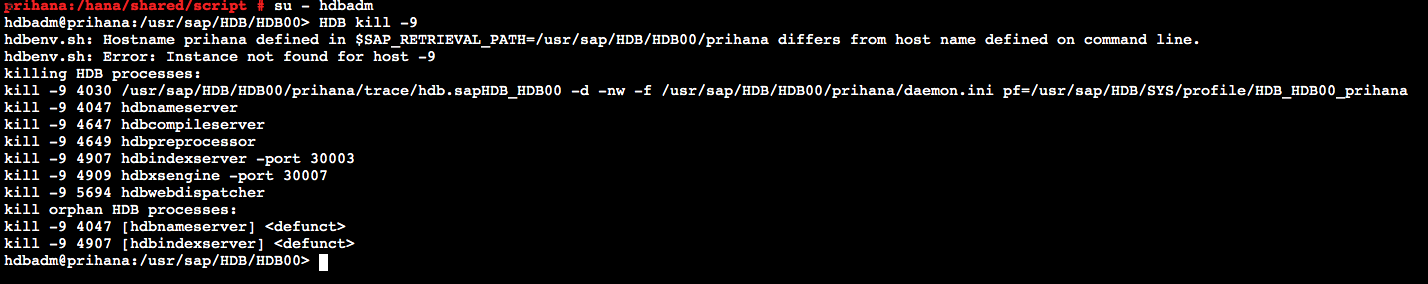 prihana:/hana/shared/script # su - hdbadm
hdbadm@prihana:/usr/sap/HDB/HDB00> HDB kill -9
hdbenv.sh: Hostname prihana defined in $SAP_RETRIEVAL_PATH=/usr/sap/HDB/HDB00/prihana differs from host name defined on command line.
hdbenv.sh: Error: Instance not found for host -9
killing HDB processes:
kill -9 4030 /usr/sap/HDB/HDB00/prihana/trace/hdb.sapHDB_HDB00 -d -nw -f /usr/sap/HDB/HDB00/prihana/daemon.ini pf=/usr/sap/HDB/SYS/profile/HDB_HDB00_prihana
kill -9 4047 hdbnameserver
kill -9 4647 hdbcompileserver
kill -9 4649 hdbpreprocessor
kill -9 4907 hdbindexserver -port 30003
kill -9 4909 hdbxsengine -port 30007
kill -9 5694 hdbwebdispatcher
kill orphan HDB processes:
kill -9 4047 [hdbnameserver] <defunct>
kill -9 4907 [hdbindexserver] <defunct>
hdbadm@prihana:/usr/sap/HDB/HDB00>